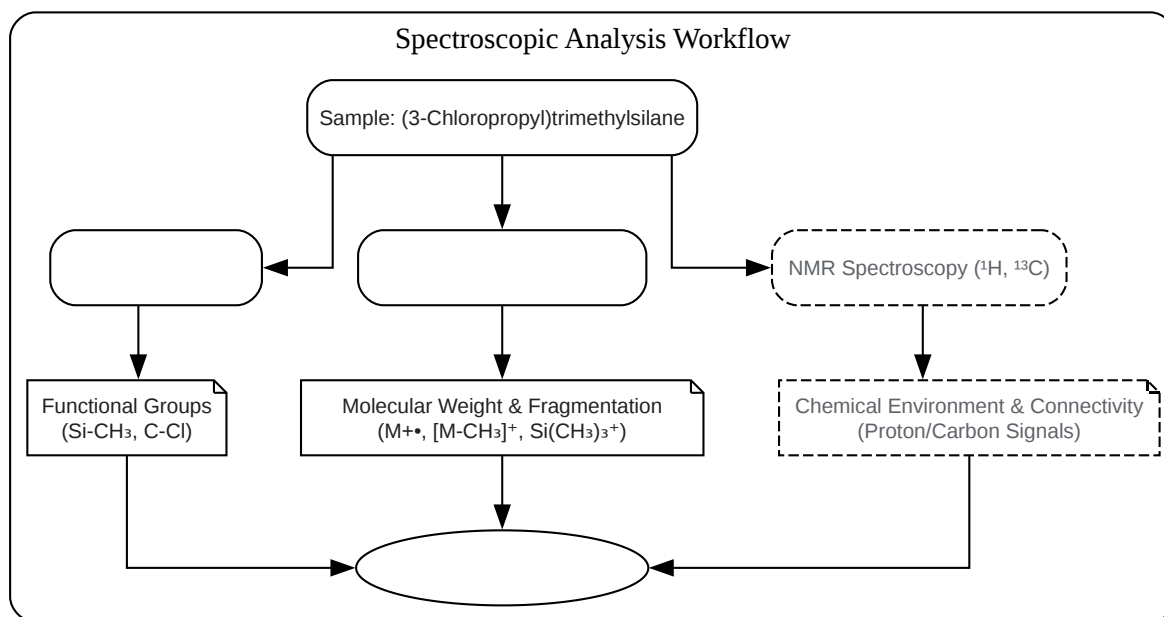 Spectroscopic Analysis Workflow
Sample: (3-Chloropropyl)trimethylsilane
NMR Spectroscopy (¹H, ¹³C)
Functional Groups
(Si-CH₃, C-Cl)
Molecular Weight & Fragmentation
(M+•, [M-CH₃]⁺, Si(CH₃)₃⁺)
Chemical Environment & Connectivity
(Proton/Carbon Signals)